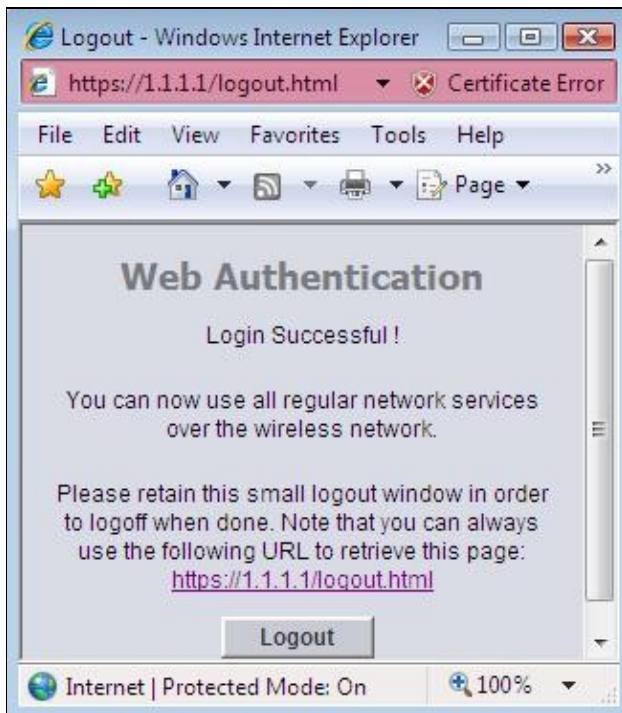 Logout - Windows Internet Explorer
https://1.1.1.1/logout.html Certificate Error
File Edit View Favorites Tools Help
Page
Web Authentication
Login Successful !
You can now use all regular network services
over the wireless network.
Please retain this small logout window in order
to logoff when done. Note that you can always
use the following URL to retrieve this page:
https://1.1.1.1/logout.html
Logout
Internet | Protected Mode: On 100%